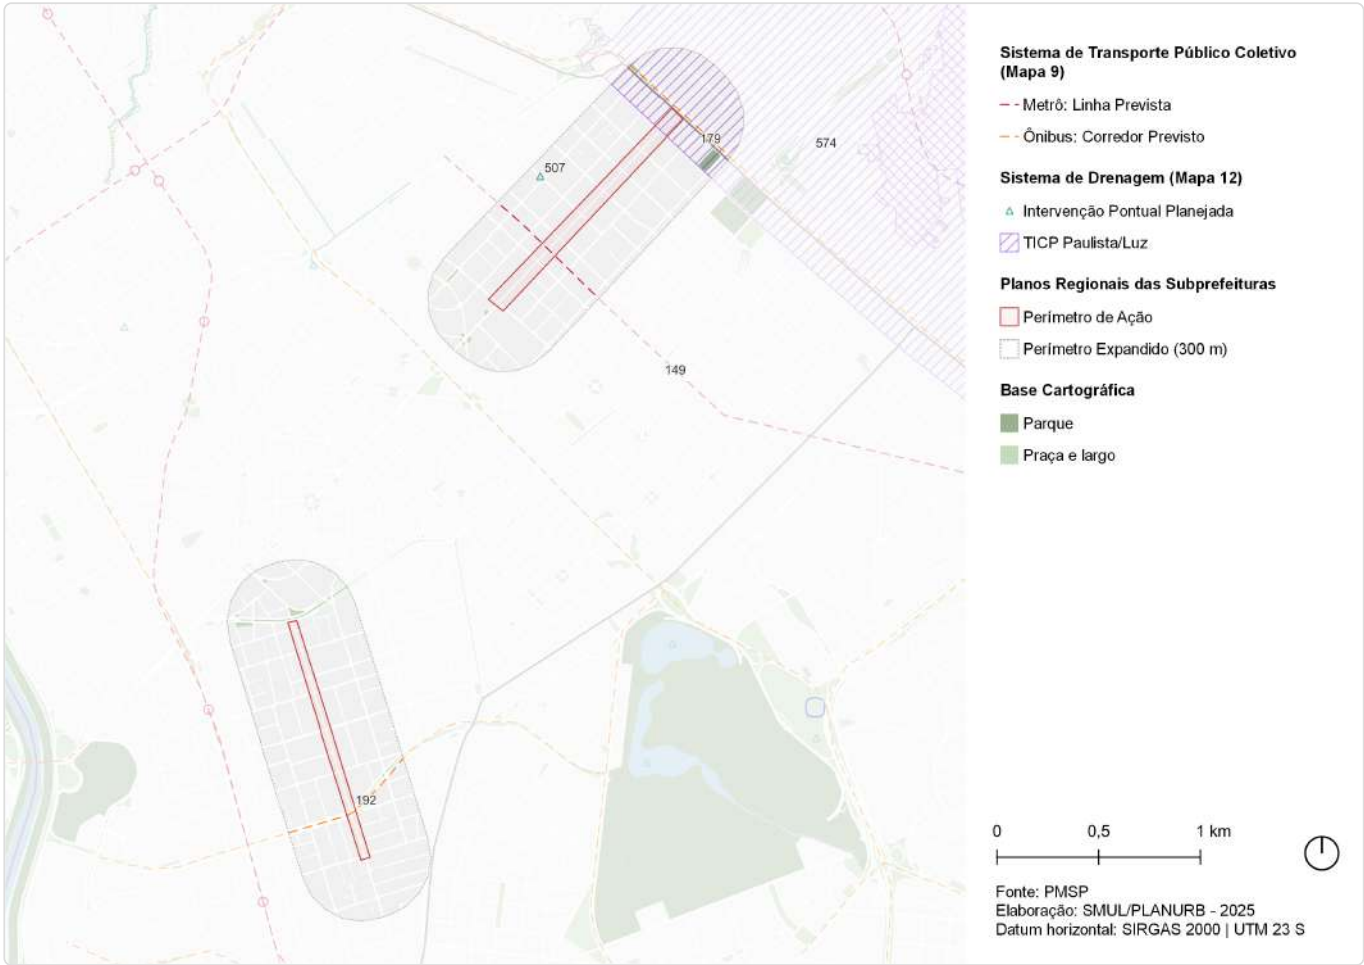 Sistema de Transporte Público Coletivo
(Mapa 9)
Metrô: Linha Prevista
Ônibus: Corredor Previsto
Sistema de Drenagem (Mapa 12)
Intervenção Pontual Planejada
TICP Paulista/Luz
Planos Regionais das Subprefeituras
Perímetro de Ação
Perímetro Expandido (300 m)
Base Cartográfica
Parque
Praça e largo
179
574
507
149
192
0 0,5 1 km
Fonte: PMSP
Elaboração: SMUL/PLANURB - 2025
Datum horizontal: SIRGAS 2000 | UTM 23 S